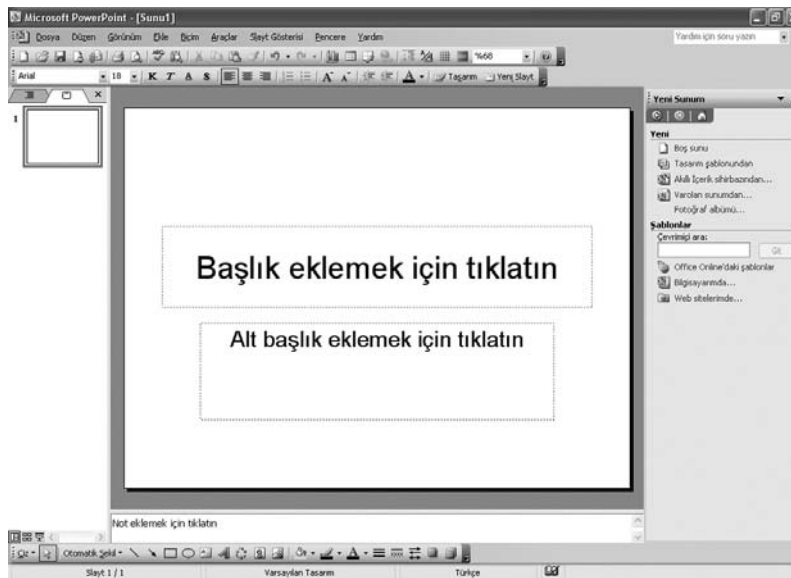 Microsoft PowerPoint - [Sunu1]
Dosya Düzen Görünüm Ekle Biçim Araçlar Slayt Gösterisi Pencere Yardım
Yardım için soru yazın
%68
Arial 18 K T A S Tasarım Yeni Slayt
1
Başlık eklemek için tıklatın
Alt başlık eklemek için tıklatın
Not eklemek için tıklatın
Yeni Sunum
Yeni
Boş sunu
Tasarım şablonundan
Akıllı İçerik sihirbazından...
Varolan sunumdan...
Fotoğraf albümü...
Şablonlar
Çevrimiçi ara:
Git
Office Online'daki şablonlar
Bilgisayarımda...
Web sitelerimde...
Çiz Otomatik Şekil
Slayt 1 / 1 Varsayılan Tasarım Türkçe